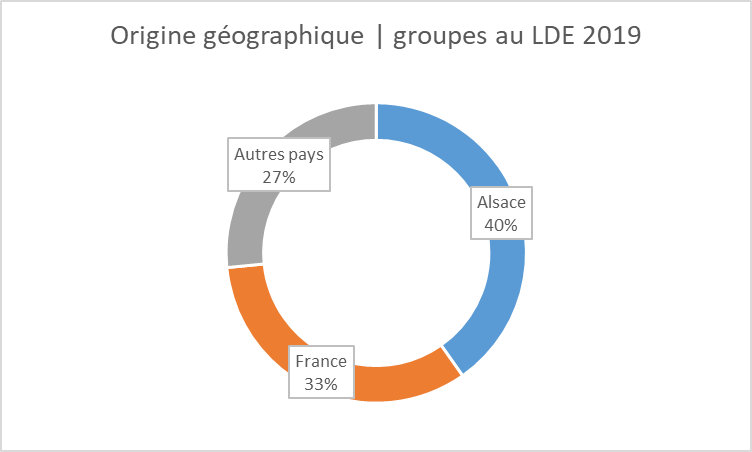 Origine géographique | groupes au LDE 2019
Autres pays
27%
Alsace
40%
France
33%